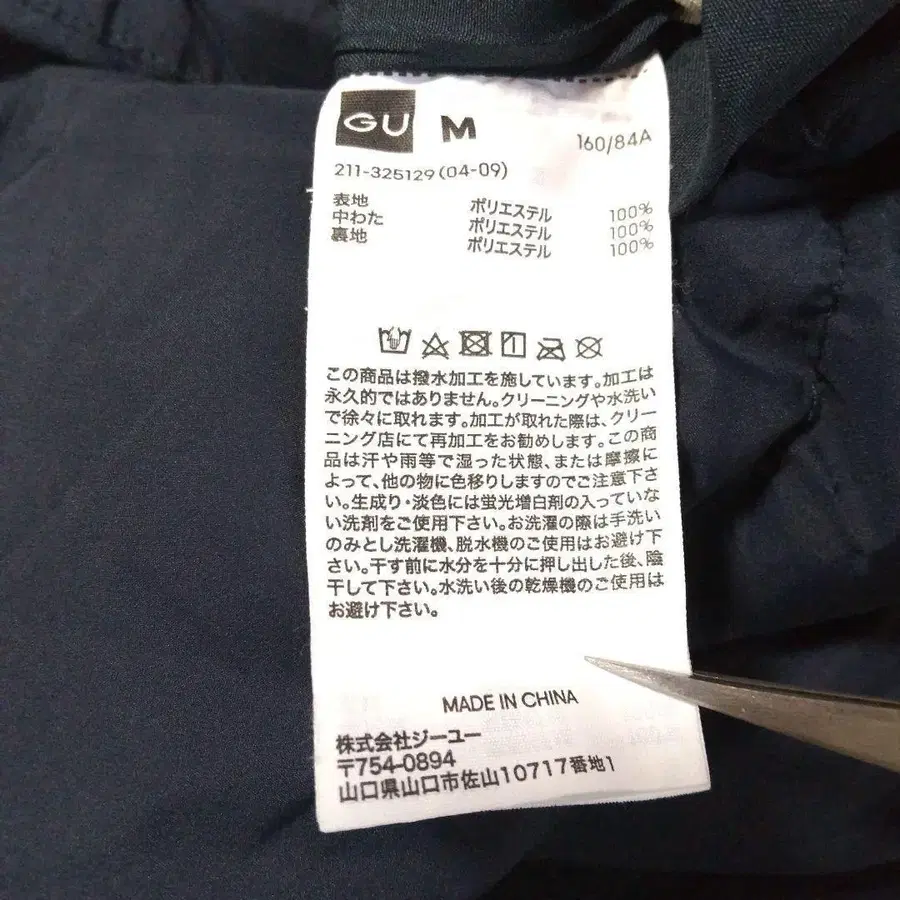 GU M
160/84A
211-325129(04-09)
表地 ポリエステル 100%
中わた ポリエステル 100%
裏地 ポリエステル 100%
この商品は撥水加工を施しています。加工は
永久的ではありません。クリーニングや水洗い
で徐々に取れます。加工が取れた際は、クリー
ニング店にて再加工をお勧めします。この商
品は汗や雨等で湿った状態、または摩擦に
よって、他の物に色移りしますのでご注意下さ
い。生成り・淡色には蛍光増白剤の入っていな
い洗剤をご使用下さい。お洗濯の際は手洗い
のみとし洗濯機、脱水機のご使用はお避け下
さい。干す前に水分を十分に押し出した後、陰
干して下さい。水洗い後の乾燥機のご使用は
お避け下さい。
MADE IN CHINA
株式会社ジーユー
〒754-0894
山口県山口市佐山10717番地1